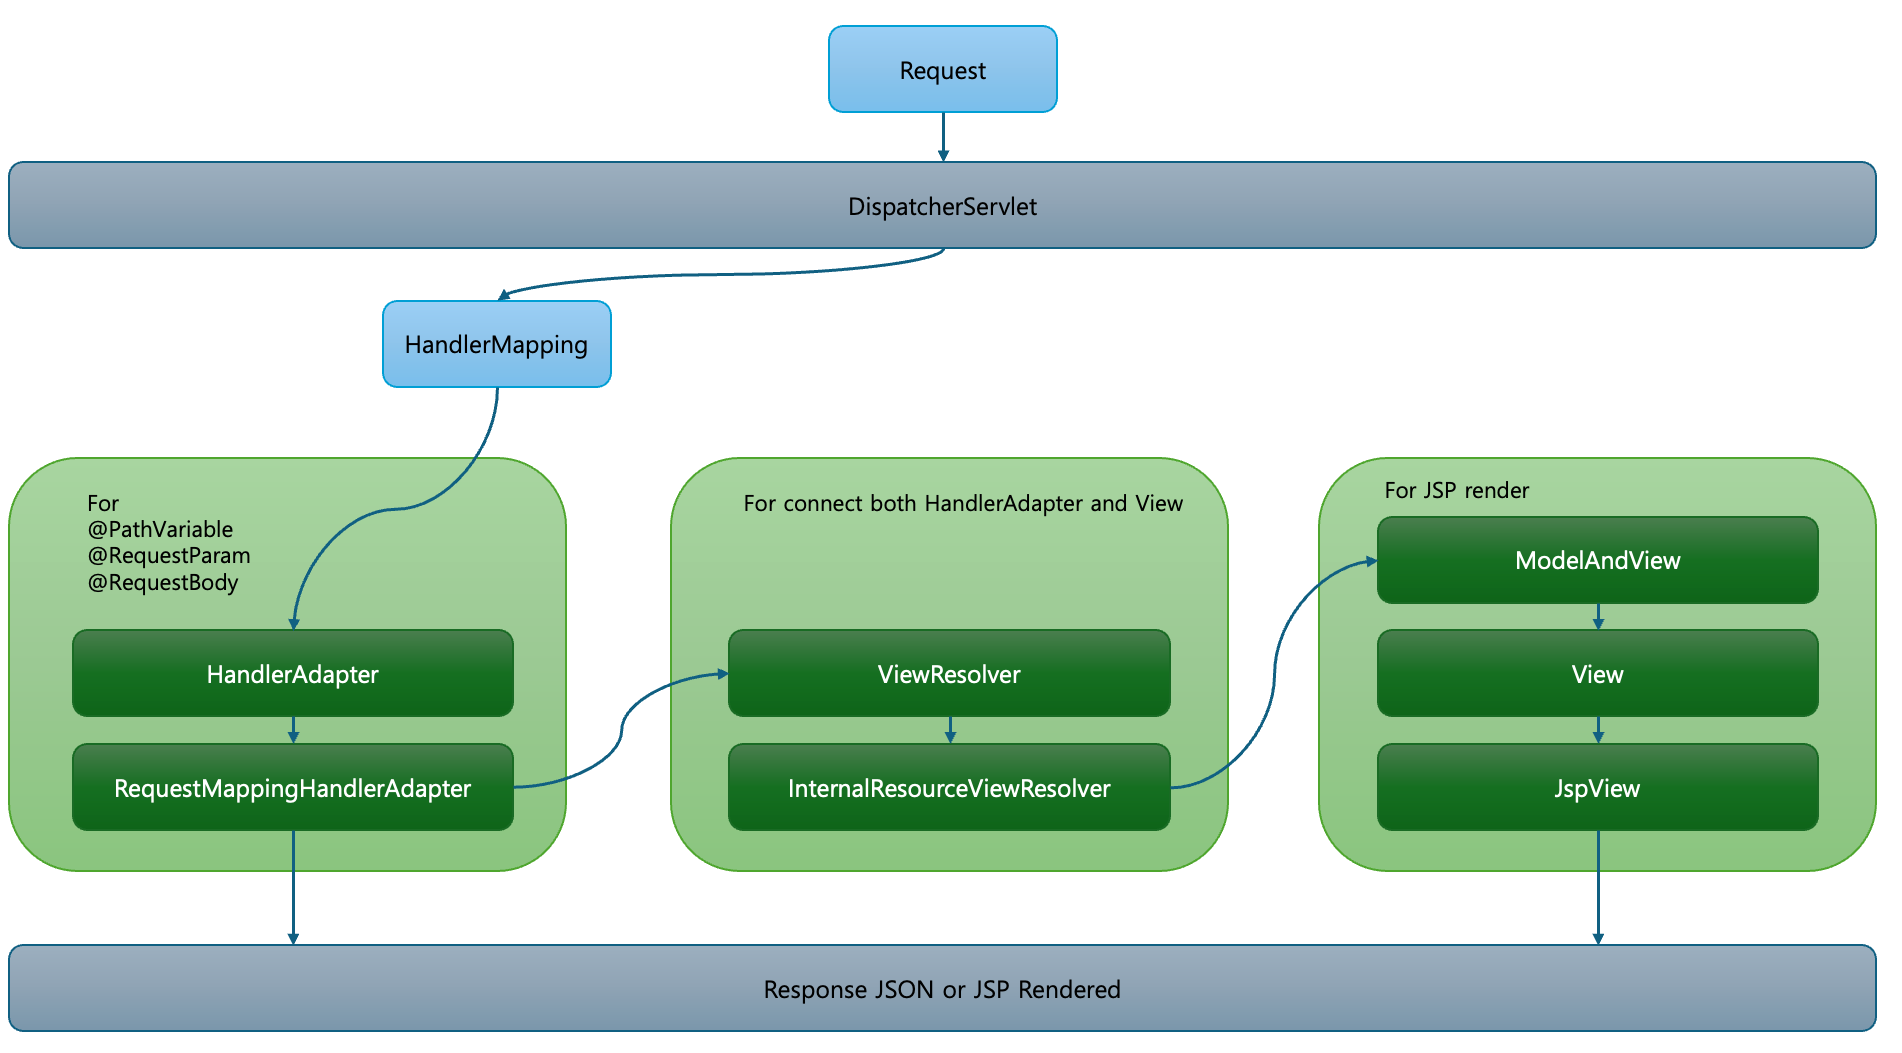 Request
DispatcherServlet
HandlerMapping
For
@PathVariable
@RequestParam
@RequestBody
HandlerAdapter
RequestMappingHandlerAdapter
For connect both HandlerAdapter and View
ViewResolver
InternalResourceViewResolver
For JSP render
ModelAndView
View
JspView
Response JSON or JSP Rendered